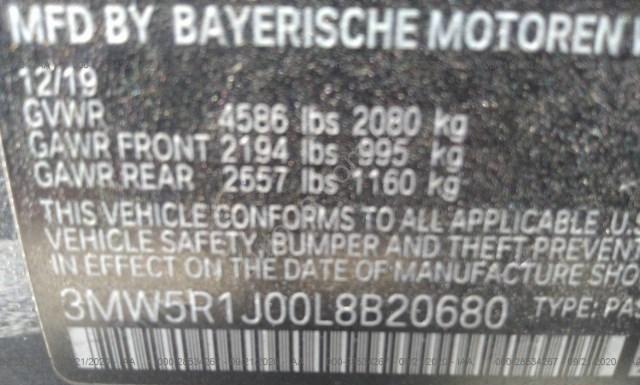 MFD BY BAYERISCHE MOTOREN
12/19
GVWR 4586 lbs 2080 kg
GAWR FRONT 2194 lbs 995 kg
GAWR REAR 2557 lbs 1160 kg
THIS VEHICLE CONFORMS TO ALL APPLICABLE U.S
VEHICLE SAFETY, BUMPER AND THEFT PREVEN
IN EFFECT ON THE DATE OF MANUFACTURE SHO
3MW5R1J00L8B20680 TYPE: PA